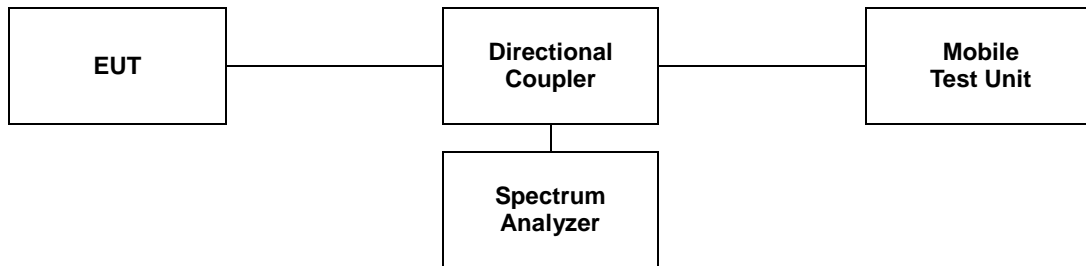 EUT
Directional
Coupler
Mobile
Test Unit
Spectrum
Analyzer